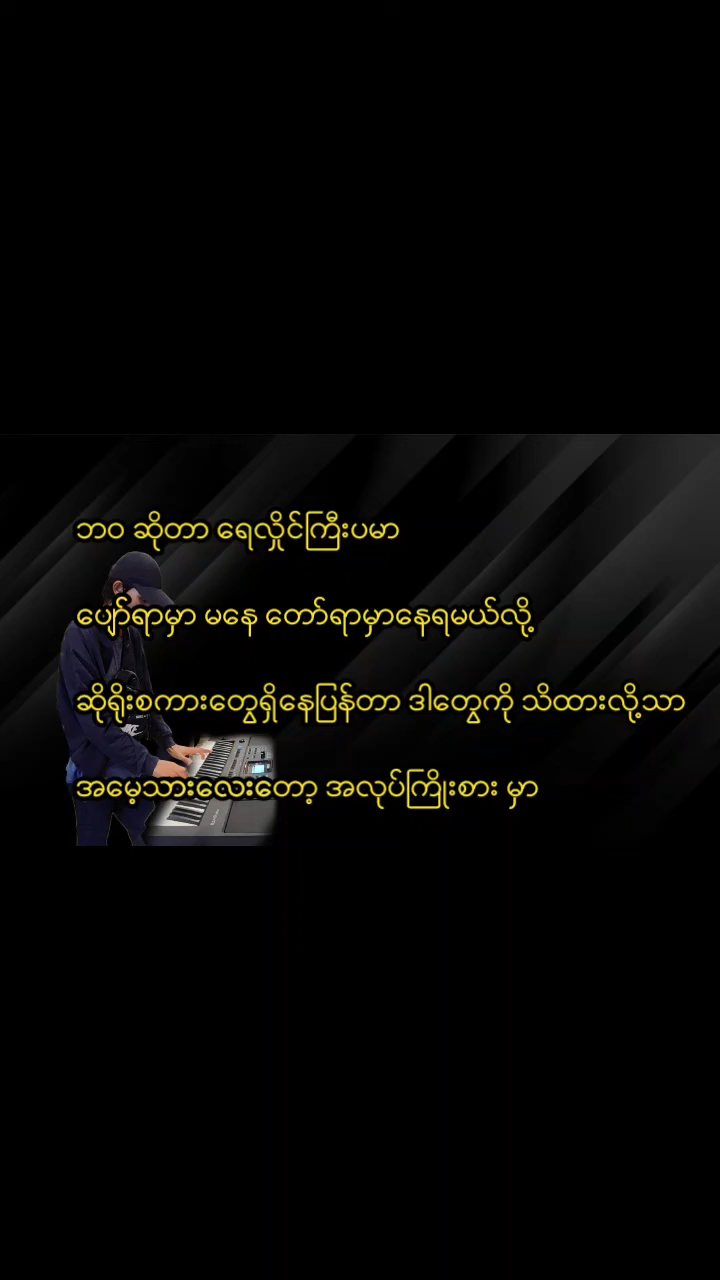 ဘဝ ဆိုတာ ရေလှိုင်ကြီးပမာ
ပျော်ရာမှာ မနေ တော်ရာမှာနေရမယ်လို့
ဆိုရိုးစကားတွေရှိနေပြန်တာ ဒါတွေကို သိထားလို့သာ
အမေ့သားလေးတော့ အလုပ်ကြိုးစား မှာ